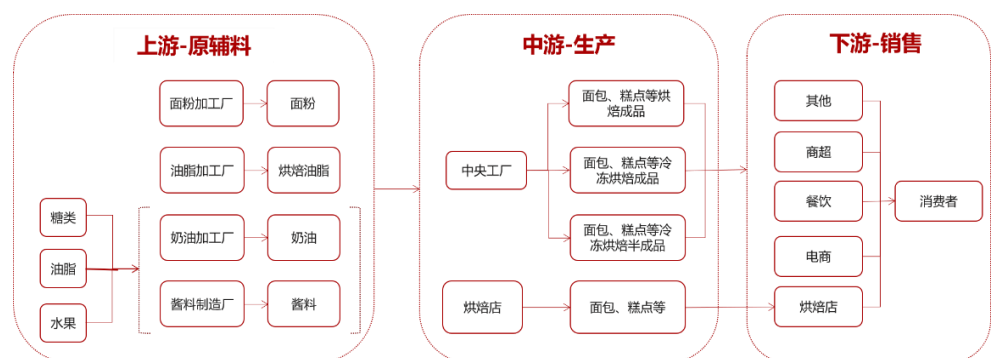 上游-原辅料
面粉加工厂
面粉
油脂加工厂
烘焙油脂
糖类
油脂
水果
奶油加工厂
奶油
酱料制造厂
酱料
中游-生产
中央工厂
面包、糕点等烘
焙成品
面包、糕点等冷
冻烘焙成品
面包、糕点等冷
冻烘焙半成品
烘焙店
面包、糕点等
下游-销售
其他
商超
餐饮
电商
烘焙店
消费者